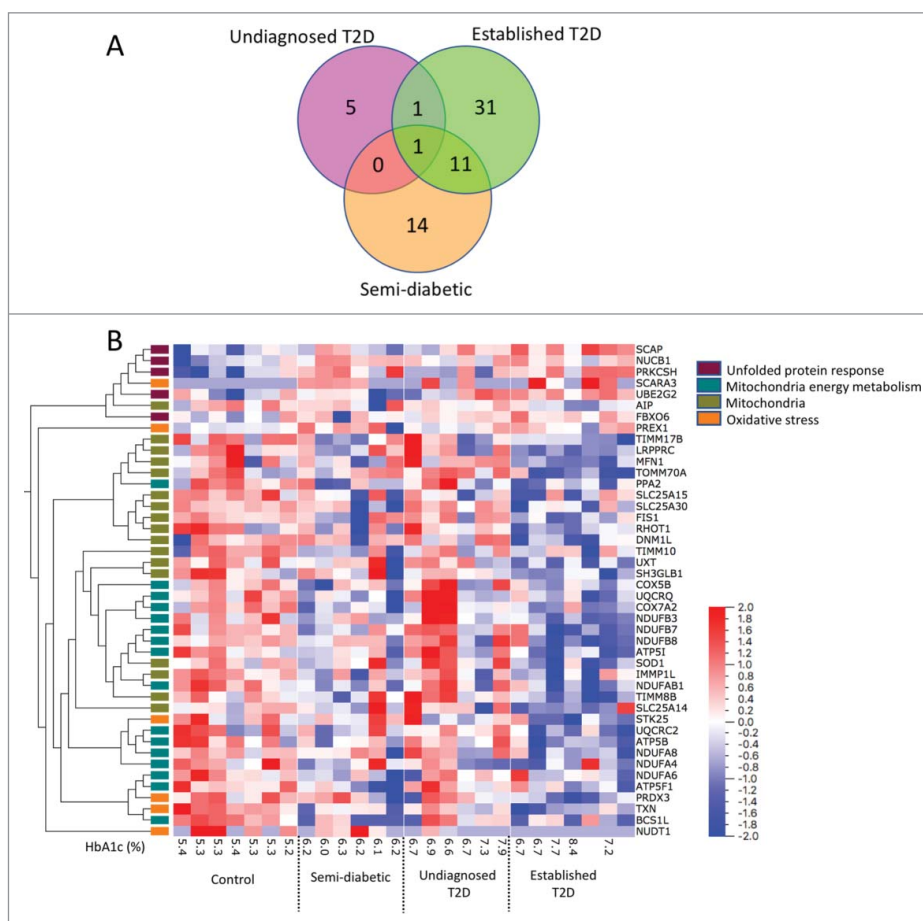 A
Undiagnosed T2D
Established T2D
5
1
31
1
0
11
14
Semi-diabetic
B
SCAP
NUCB1
PRKCSH
SCARA3
UBE2G2
AIP
FBXO6
PREX1
TIMM17B
LRPPRC
MFN1
TOMM70A
PPA2
SLC25A15
SLC25A30
FIS1
RHOT1
DNM1L
TIMM10
UXT
SH3GLB1
COX5B
UQCRQ
COX7A2
NDUFB3
NDUFB7
NDUFB8
ATP5I
SOD1
IMMP1L
NDUFAB1
TIMM8B
SLC25A14
STK25
UQCRC2
ATP5B
NDUFA8
NDUFA4
NDUFA6
ATP5F1
PRDX3
TXN
BCS1L
NUDT1
Unfolded protein response
Mitochondria energy metabolism
Mitochondria
Oxidative stress
2.0
1.8
1.6
1.4
1.2
1.0
0.8
0.6
0.4
0.2
0.0
-0.2
-0.4
-0.6
-0.8
-1.0
-1.2
-1.4
-1.6
-1.8
-2.0
HbA1c (%)
5.4 5.3 5.3 5.4 5.3 5.3 5.2 6.2 6.0 6.3 6.2 6.1 6.2 6.7 6.9 6.6 6.7 7.3 7.9 6.7 6.7 7.7 8.4 7.2
Control
Semi-diabetic
Undiagnosed T2D
Established T2D